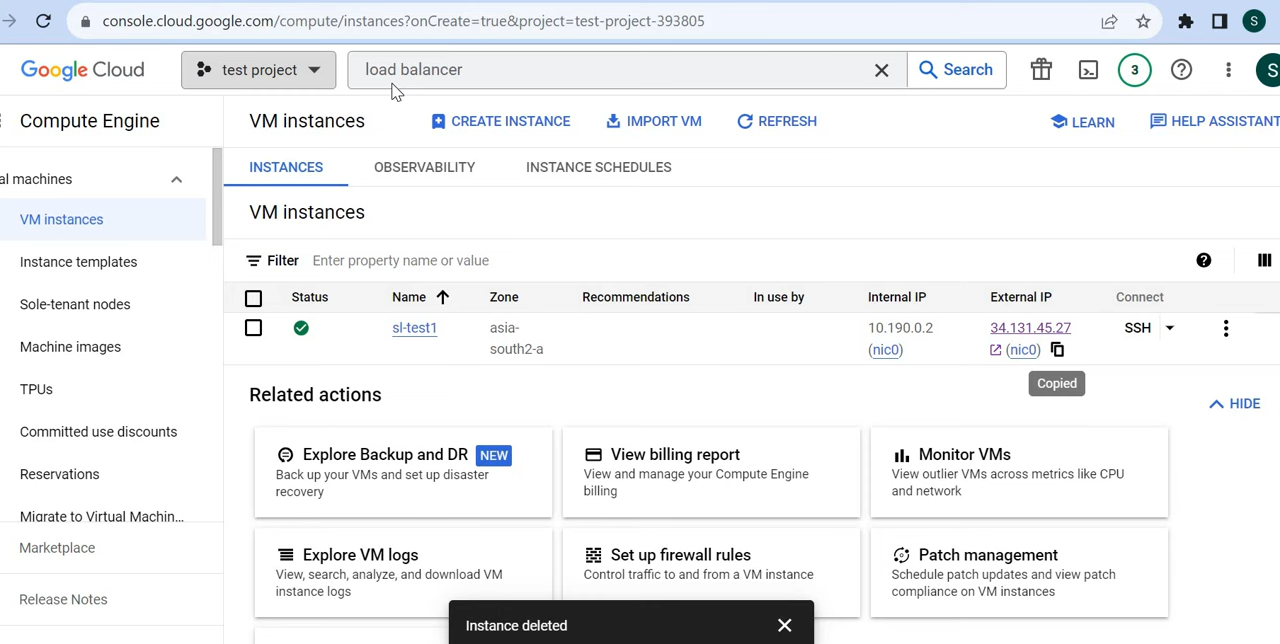 console.cloud.google.com/compute/instances?onCreate=true&project=test-project-393805
S
Google Cloud
test project
load balancer
Search
3
S
Compute Engine
VM instances
CREATE INSTANCE
IMPORT VM
REFRESH
LEARN
HELP ASSISTANT
al machines
INSTANCES
OBSERVABILITY
INSTANCE SCHEDULES
VM instances
VM instances
Instance templates
Sole-tenant nodes
Machine images
TPUs
Committed use discounts
Reservations
Migrate to Virtual Machin...
Marketplace
Release Notes
Filter
Enter property name or value
Status
Name
Zone
Recommendations
In use by
Internal IP
External IP
Connect
sl-test1
asia-
south2-a
10.190.0.2
(nic0)
34.131.45.27
(nic0)
SSH
Copied
Related actions
HIDE
Explore Backup and DR NEW
Back up your VMs and set up disaster
recovery
View billing report
View and manage your Compute Engine
billing
Monitor VMs
View outlier VMs across metrics like CPU
and network
Explore VM logs
View, search, analyze, and download VM
instance logs
Set up firewall rules
Control traffic to and from a VM instance
Patch management
Schedule patch updates and view patch
compliance on VM instances
Instance deleted